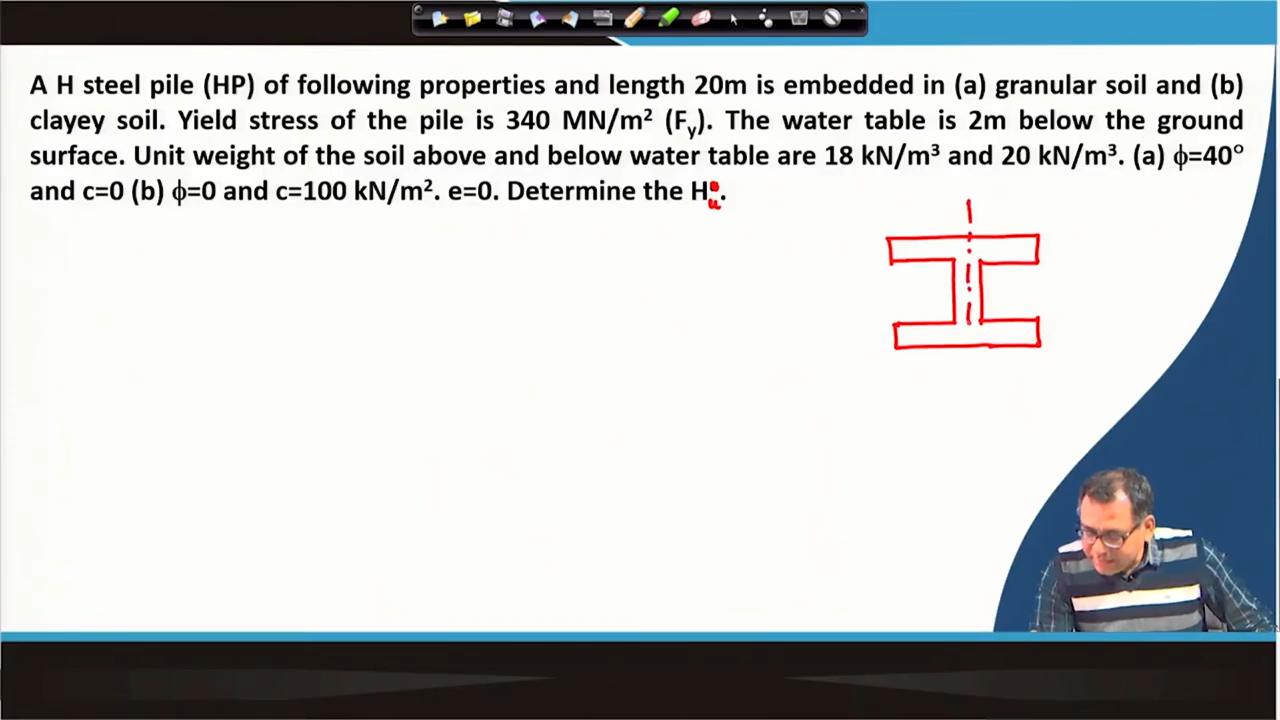 A H steel pile (HP) of following properties and length 20m is embedded in (a) granular soil and (b)
clayey soil. Yield stress of the pile is 340 MN/m² (Fy). The water table is 2m below the ground
surface. Unit weight of the soil above and below water table are 18 kN/m³ and 20 kN/m³. (a) ϕ=40°
and c=0 (b) ϕ=0 and c=100 kN/m². e=0. Determine the Hu.